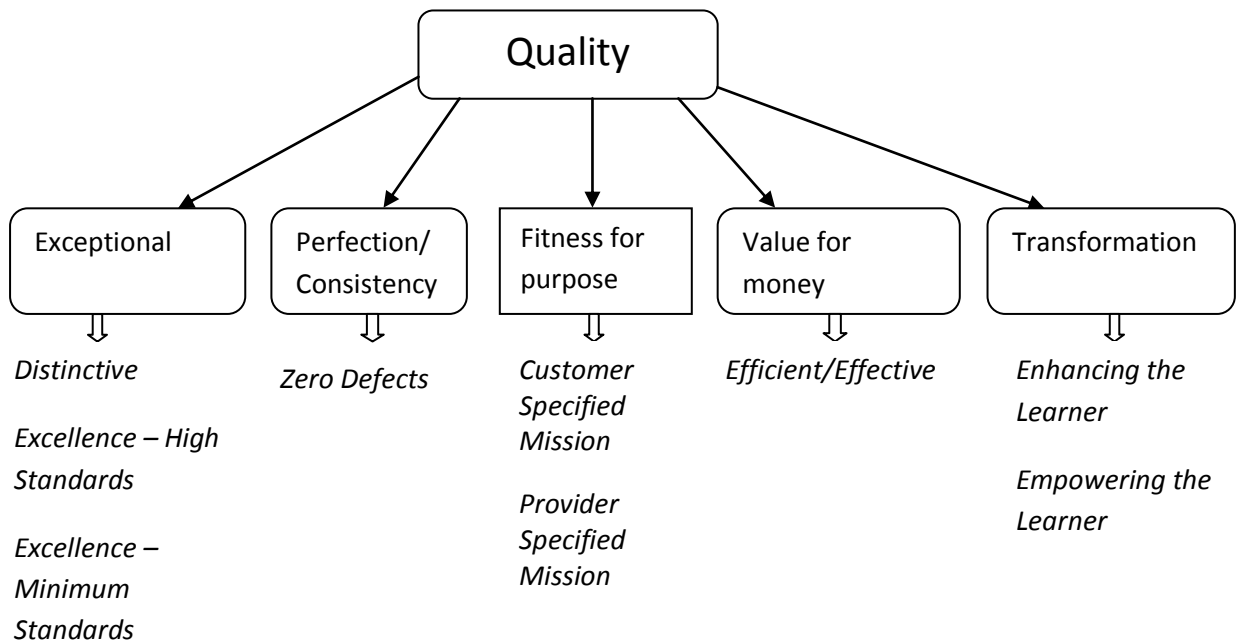 Quality
Exceptional
Perfection/
Consistency
Fitness for
purpose
Value for
money
Transformation
Distinctive
Excellence – High
Standards
Excellence –
Minimum
Standards
Zero Defects
Customer
Specified
Mission
Provider
Specified
Mission
Efficient/Effective
Enhancing the
Learner
Empowering the
Learner